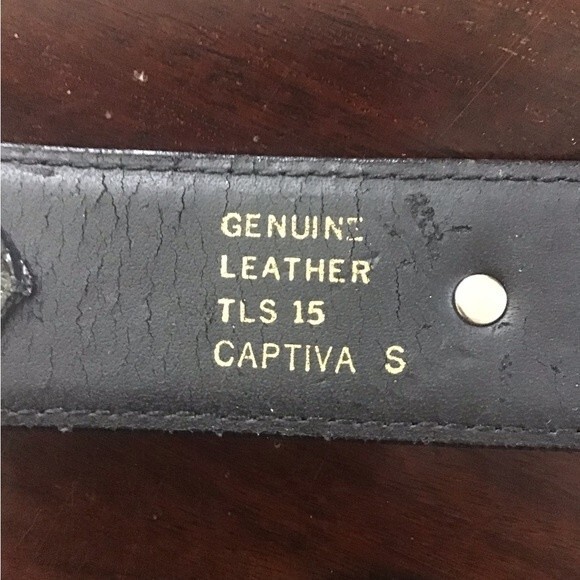 GENUINE
LEATHER
TLS 15
CAPTIVA S